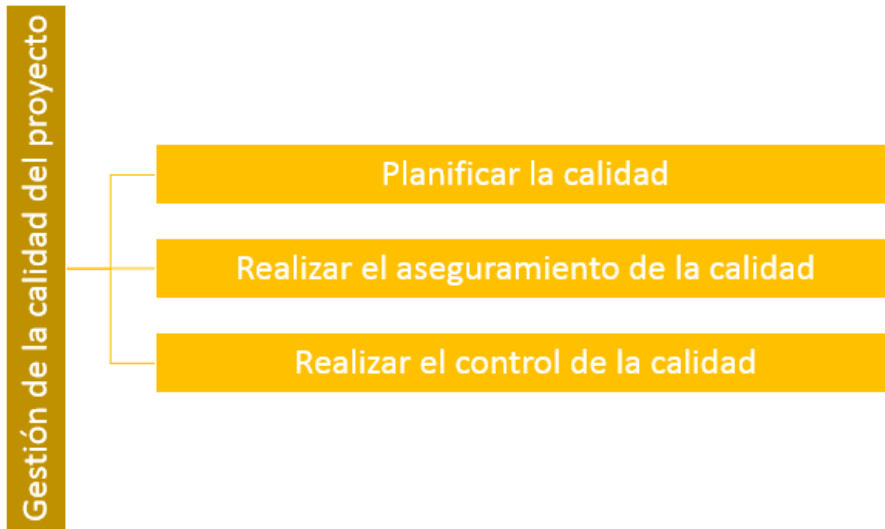 Gestión de la calidad del proyecto
Planificar la calidad
Realizar el aseguramiento de la calidad
Realizar el control de la calidad